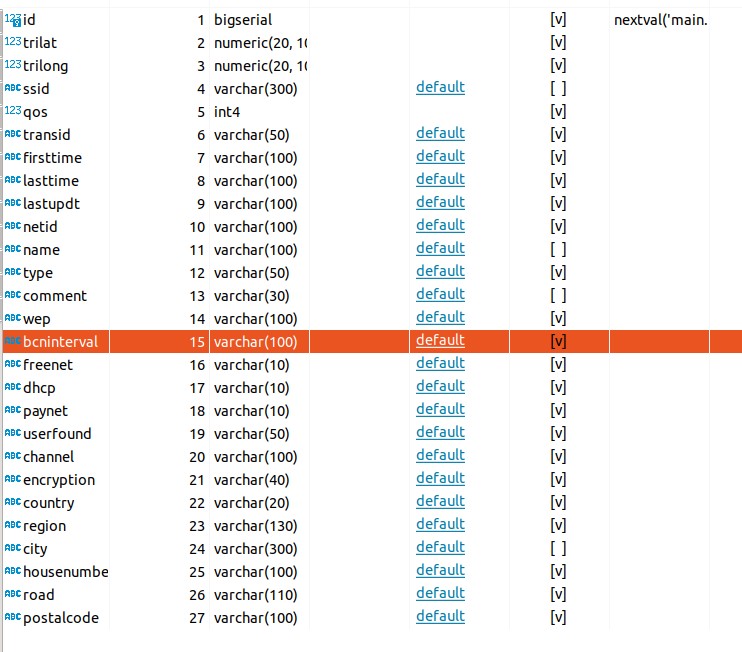 123 id 1 bigserial [v] nextval('main.
123 trilat 2 numeric(20, 10 [v]
123 trilong 3 numeric(20, 10 [v]
ABC ssid 4 varchar(300) default [ ]
123 qos 5 int4 [v]
ABC transid 6 varchar(50) default [v]
ABC firsttime 7 varchar(100) default [v]
ABC lasttime 8 varchar(100) default [v]
ABC lastupdt 9 varchar(100) default [v]
ABC netid 10 varchar(100) default [v]
ABC name 11 varchar(100) default [ ]
ABC type 12 varchar(50) default [v]
ABC comment 13 varchar(30) default [ ]
ABC wep 14 varchar(100) default [v]
ABC bcninterval 15 varchar(100) default [v]
ABC freenet 16 varchar(10) default [v]
ABC dhcp 17 varchar(10) default [v]
ABC paynet 18 varchar(10) default [v]
ABC userfound 19 varchar(50) default [v]
ABC channel 20 varchar(100) default [v]
ABC encryption 21 varchar(40) default [v]
ABC country 22 varchar(20) default [v]
ABC region 23 varchar(130) default [v]
ABC city 24 varchar(300) default [ ]
ABC housenumbe 25 varchar(100) default [v]
ABC road 26 varchar(110) default [v]
ABC postalcode 27 varchar(100) default [v]